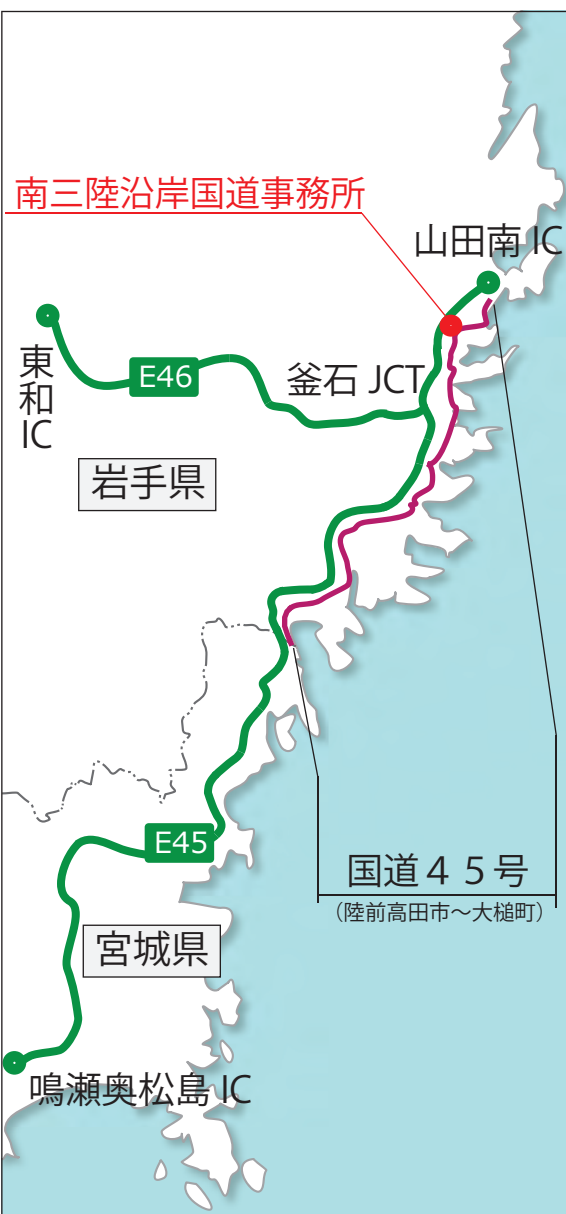 南三陸沿岸国道事務所
山田南 IC
東和IC
E46
釜石 JCT
岩手県
E45
国道４５号
（陸前高田市～大槌町）
宮城県
鳴瀬奥松島 IC